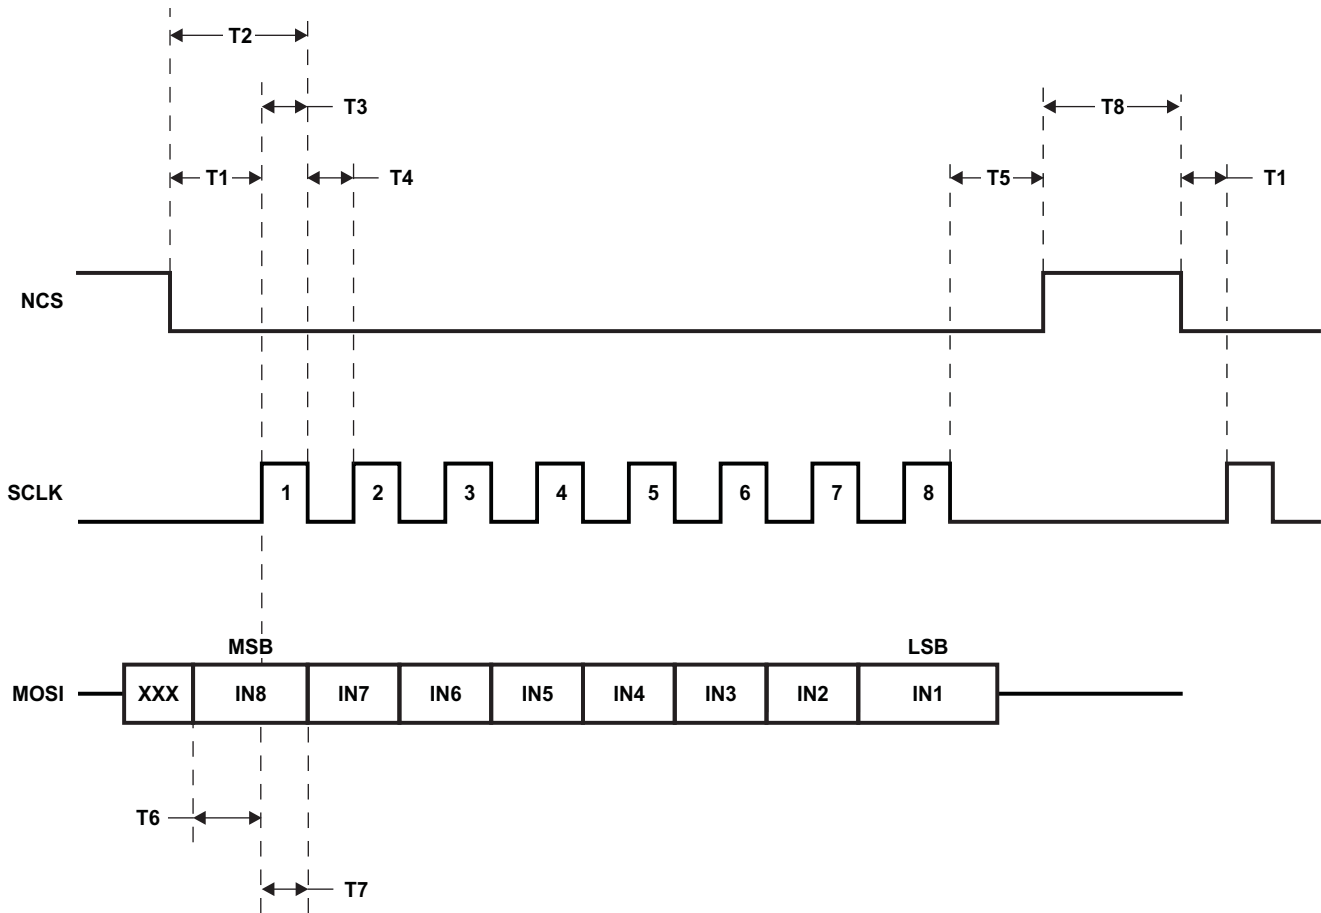 T2
T3
T8
T1
T4
T5
T1
NCS
SCLK
1
2
3
4
5
6
7
8
MSB
LSB
MOSI
XXX
IN8
IN7
IN6
IN5
IN4
IN3
IN2
IN1
T6
T7